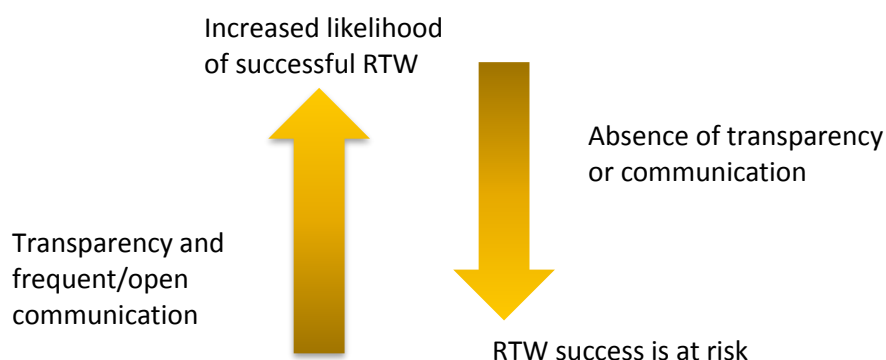 Increased likelihood
of successful RTW
Absence of transparency
or communication
Transparency and
frequent/open
communication
RTW success is at risk